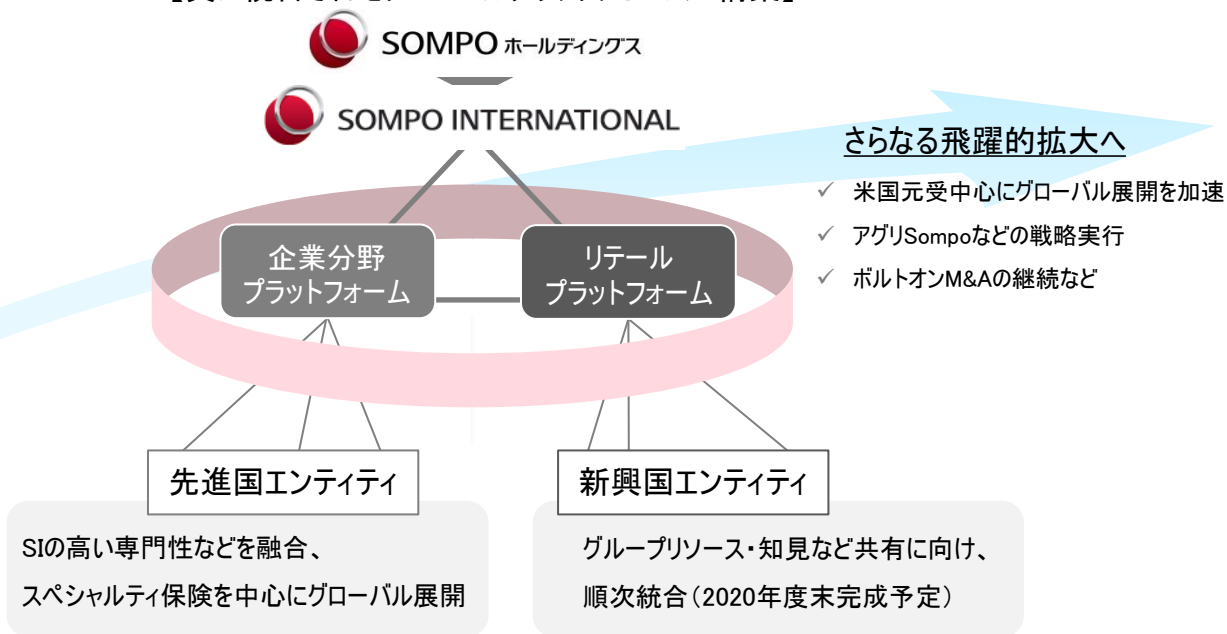 SOMPO ホールディングス
SOMPO INTERNATIONAL
さらなる飛躍的拡大へ
✓ 米国元受中心にグローバル展開を加速
✓ アグリSompoなどの戦略実行
✓ ボルトオンM&Aの継続など
企業分野
プラットフォーム
リテール
プラットフォーム
先進国エンティティ
新興国エンティティ
SIの高い専門性などを融合、
スペシャルティ保険を中心にグローバル展開
グループリソース・知見など共有に向け、
順次統合(2020年度末完成予定)